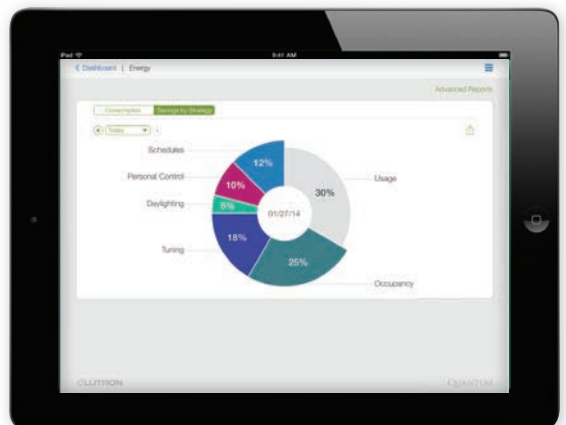 iPad
9:41 AM
Dashboard | Energy
Advanced Reports
Consumption
Savings by Strategy
Today
Schedules
12%
Personal Control
10%
Usage
30%
Daylighting
5%
01/27/14
18%
Tuning
25%
Occupancy
LUTRON
QUANTUM